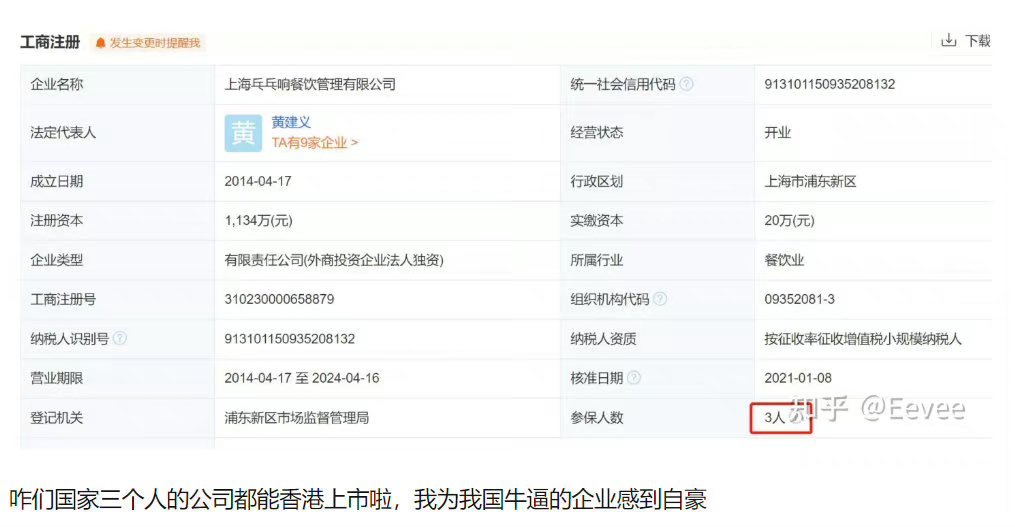 工商注册 发生变更时提醒我 下载
企业名称 上海乓乓响餐饮管理有限公司 统一社会信用代码 ? 913101150935208132
黄
法定代表人 黄建义 经营状态 开业
TA有9家企业 >
成立日期 2014-04-17 行政区划 上海市浦东新区
注册资本 1,134万(元) 实缴资本 20万(元)
企业类型 有限责任公司(外商投资企业法人独资) 所属行业 餐饮业
工商注册号 310230000658879 组织机构代码 ? 09352081-3
纳税人识别号 ? 913101150935208132 纳税人资质 按征收率征收增值税小规模纳税人
营业期限 2014-04-17 至 2024-04-16 核准日期 ? 2021-01-08
登记机关 浦东新区市场监督管理局 参保人数 3人
知乎 @Eevee
咋们国家三个人的公司都能香港上市啦，我为我国牛逼的企业感到自豪